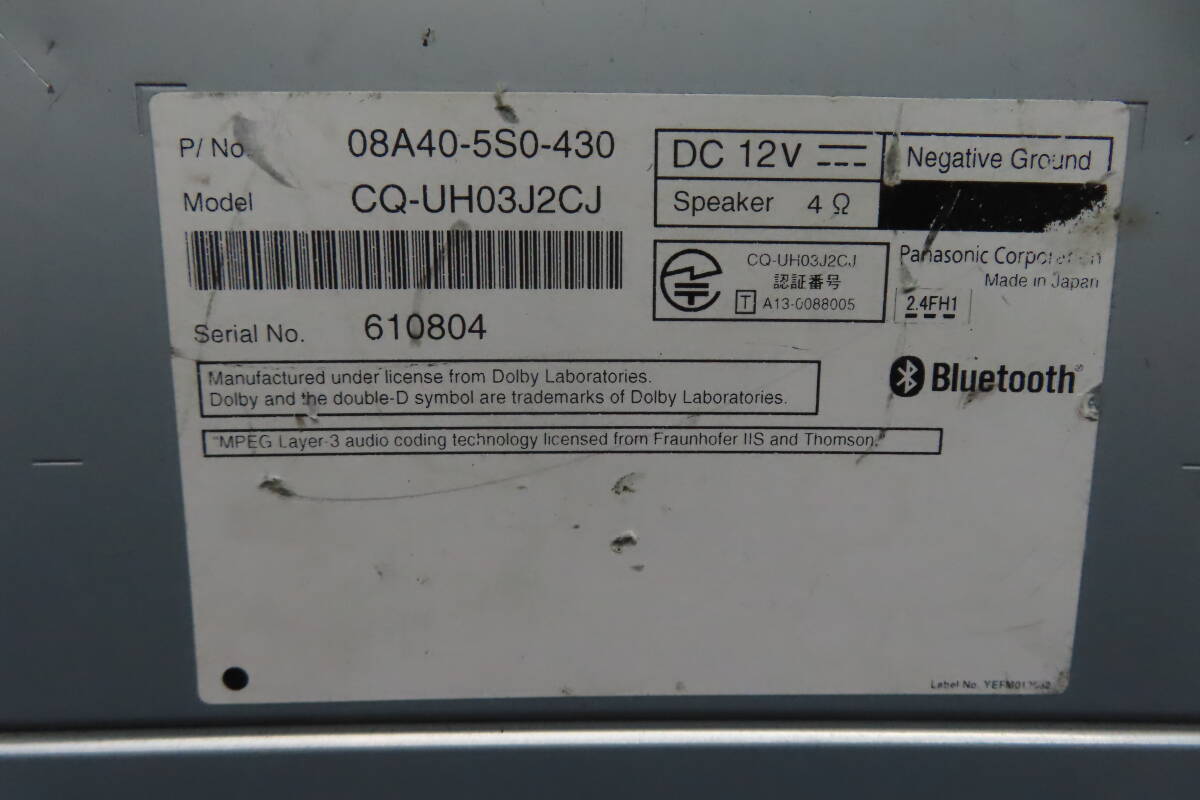 P/ No. 08A40-5S0-430
Model CQ-UH03J2CJ
Serial No. 610804
DC 12V Negative Ground
Speaker 4 Ω
CQ-UH03J2CJ
認証番号
T A13-0088005
Panasonic Corporation
Made in Japan
2.4FH1
Bluetooth®
Manufactured under license from Dolby Laboratories.
Dolby and the double-D symbol are trademarks of Dolby Laboratories.
"MPEG Layer-3 audio coding technology licensed from Fraunhofer IIS and Thomson."
Label No.